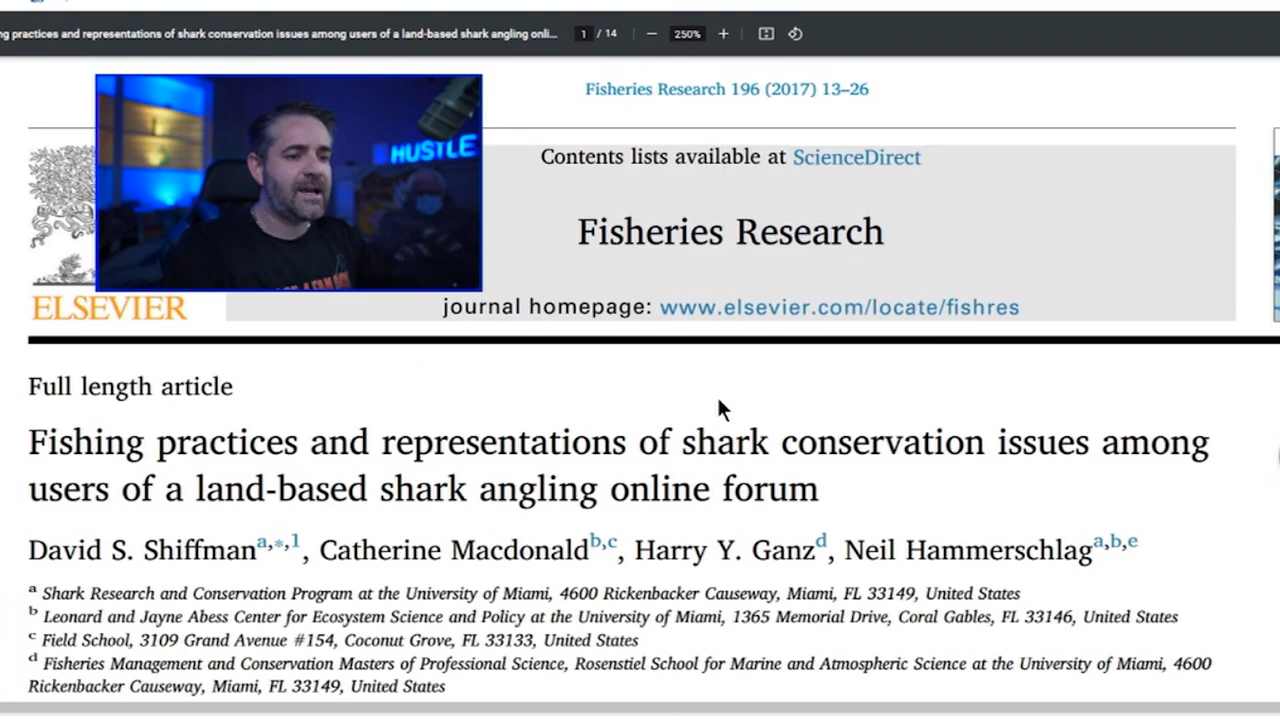 ng practices and representations of shark conservation issues among users of a land-based shark angling onli...
1 / 14
250%
Fisheries Research 196 (2017) 13–26
HUSTLE
Contents lists available at ScienceDirect
Fisheries Research
ELSEVIER
journal homepage: www.elsevier.com/locate/fishres
Full length article
Fishing practices and representations of shark conservation issues among
users of a land-based shark angling online forum
David S. Shiffmana,*,1, Catherine Macdonaldb,c, Harry Y. Ganzd, Neil Hammerschlaga,b,e
a Shark Research and Conservation Program at the University of Miami, 4600 Rickenbacker Causeway, Miami, FL 33149, United States
b Leonard and Jayne Abess Center for Ecosystem Science and Policy at the University of Miami, 1365 Memorial Drive, Coral Gables, FL 33146, United States
c Field School, 3109 Grand Avenue #154, Coconut Grove, FL 33133, United States
d Fisheries Management and Conservation Masters of Professional Science, Rosenstiel School for Marine and Atmospheric Science at the University of Miami, 4600
Rickenbacker Causeway, Miami, FL 33149, United States